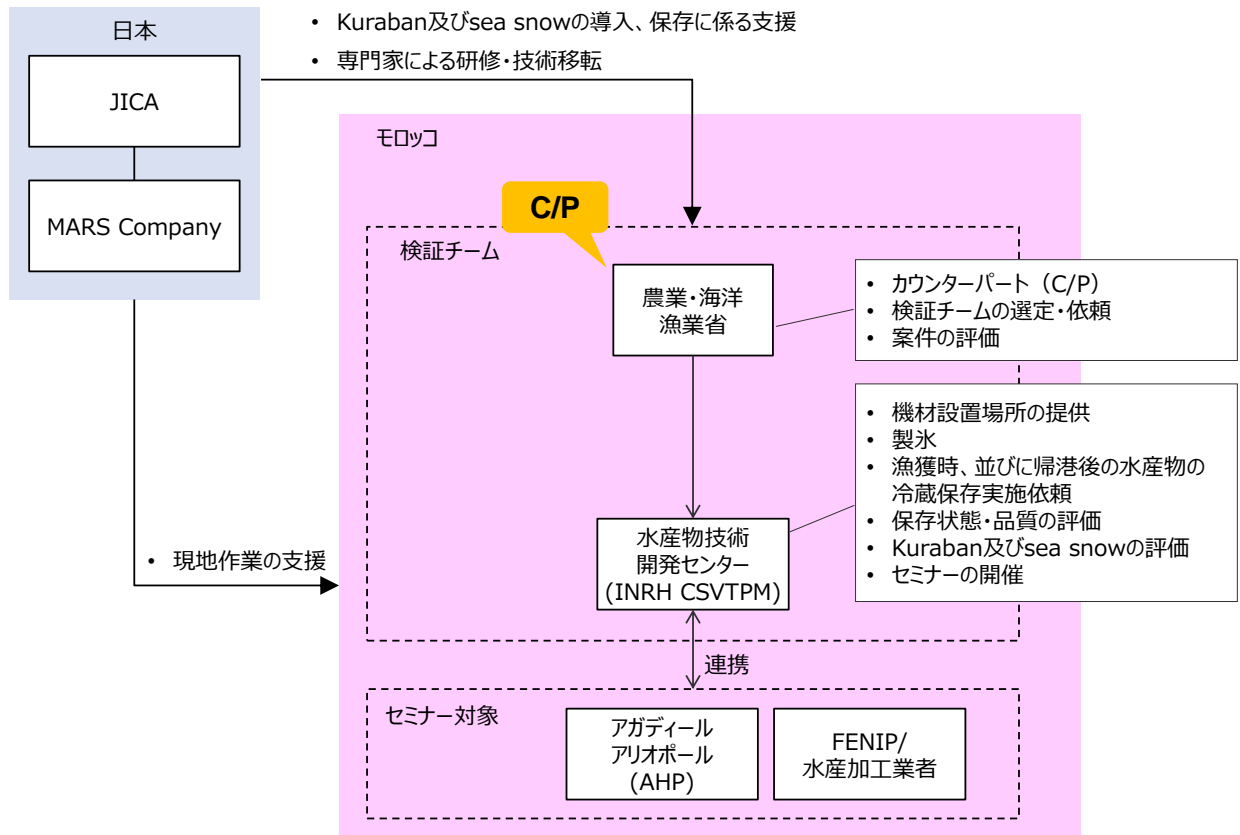 日本
JICA
MARS Company
• Kuraban及びsea snowの導入、保存に係る支援
• 専門家による研修・技術移転
モロッコ
C/P
検証チーム
農業・海洋
漁業省
• カウンターパート（C/P）
• 検証チームの選定・依頼
• 案件の評価
• 機材設置場所の提供
• 製氷
• 漁獲時、並びに帰港後の水産物の
冷蔵保存実施依頼
• 保存状態・品質の評価
• Kuraban及びsea snowの評価
• セミナーの開催
• 現地作業の支援
水産物技術
開発センター
(INRH CSVTPM)
連携
セミナー対象
アガディール
アリオポール
(AHP)
FENIP/
水産加工業者